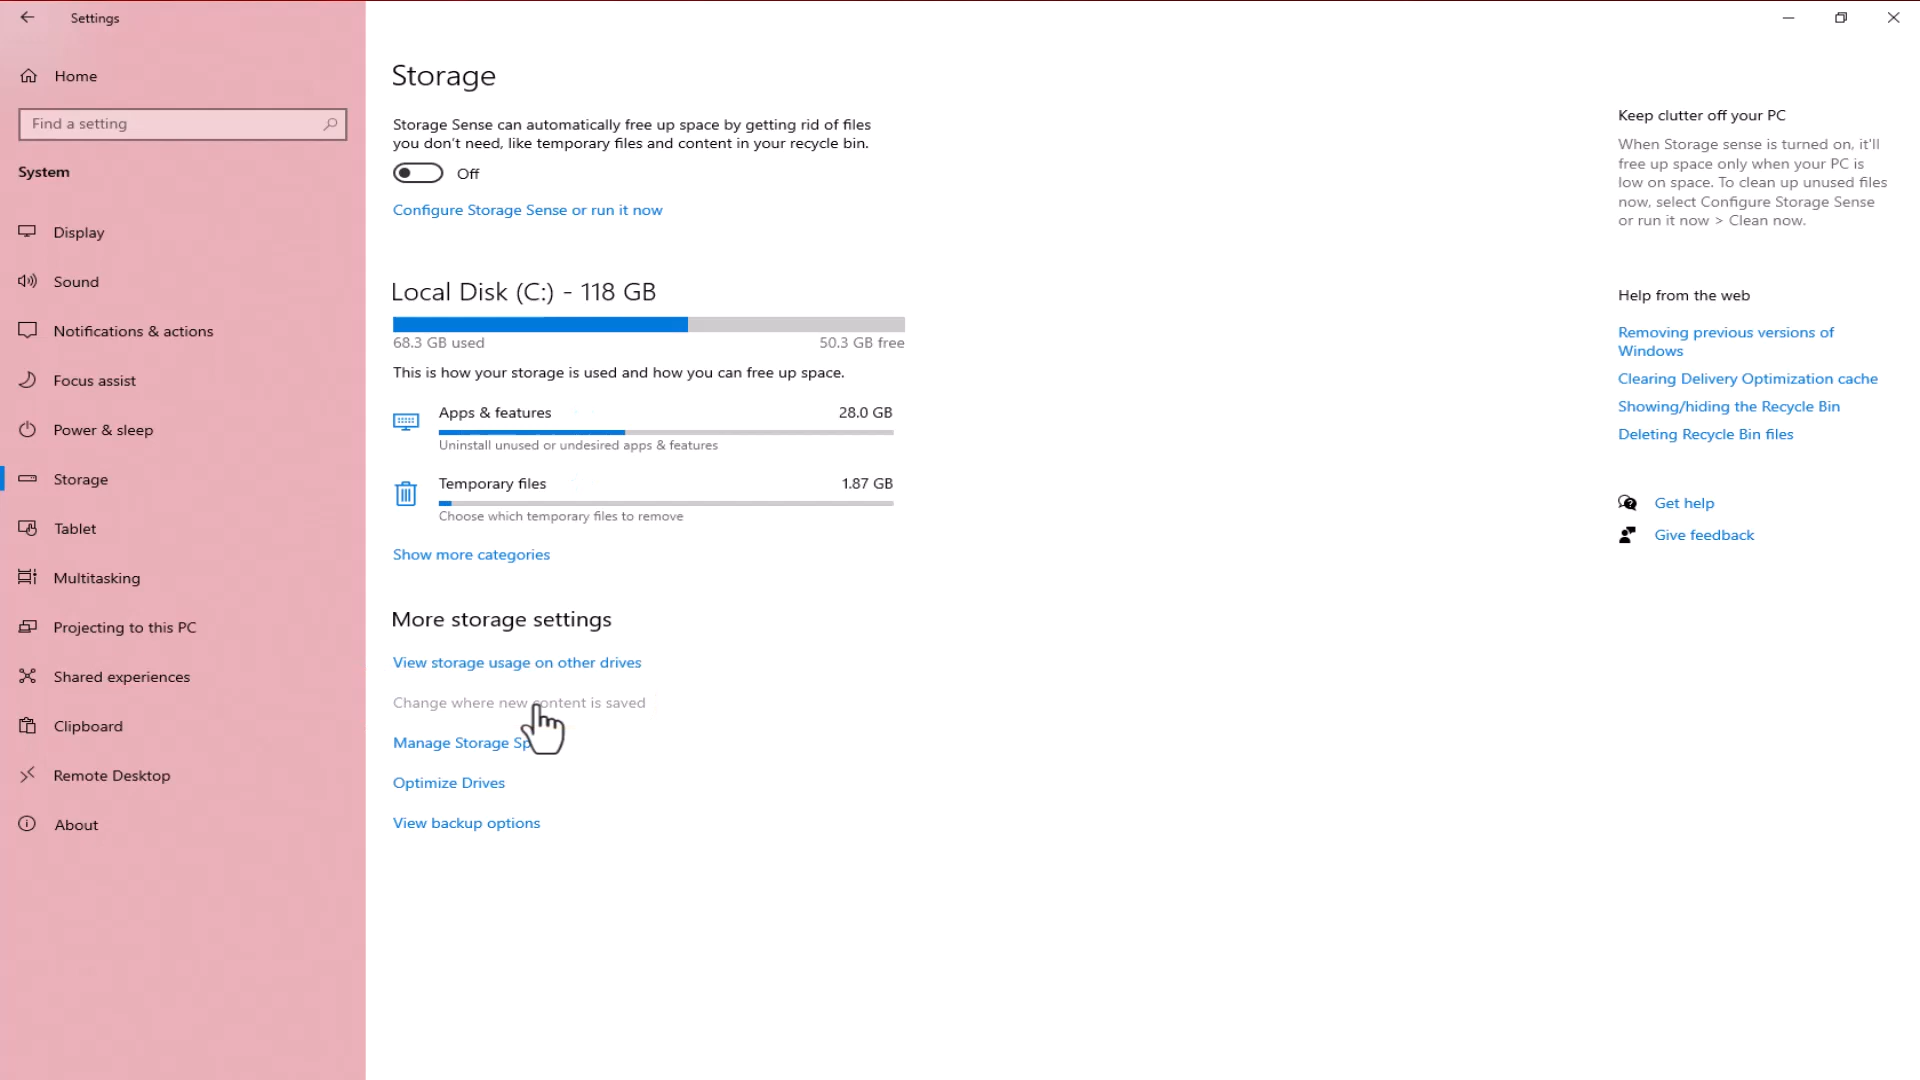 Settings
Home
Find a setting
System
Display
Sound
Notifications & actions
Focus assist
Power & sleep
Storage
Tablet
Multitasking
Projecting to this PC
Shared experiences
Clipboard
Remote Desktop
About
Storage
Storage Sense can automatically free up space by getting rid of files
you don't need, like temporary files and content in your recycle bin.
Off
Configure Storage Sense or run it now
Local Disk (C:) - 118 GB
68.3 GB used 50.3 GB free
This is how your storage is used and how you can free up space.
Apps & features 28.0 GB
Uninstall unused or undesired apps & features
Temporary files 1.87 GB
Choose which temporary files to remove
Show more categories
More storage settings
View storage usage on other drives
Change where new content is saved
Manage Storage
Optimize Drives
View backup options
Keep clutter off your PC
When Storage sense is turned on, it'll
free up space only when your PC is
low on space. To clean up unused files
now, select Configure Storage Sense
or run it now > Clean now.
Help from the web
Removing previous versions of
Windows
Clearing Delivery Optimization cache
Showing/hiding the Recycle Bin
Deleting Recycle Bin files
Get help
Give feedback